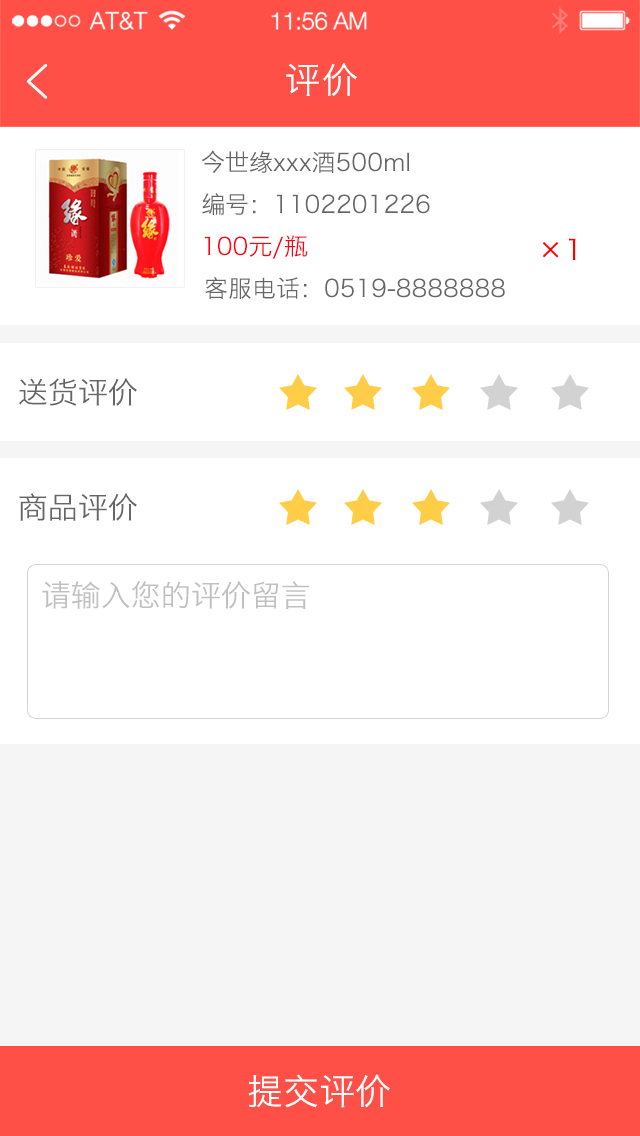 AT&T 11:56 AM
评价
缘
酒
珍爱
缘
今世缘xxx酒500ml
编号：1102201226
100元/瓶 × 1
客服电话：0519-8888888
送货评价
商品评价
请输入您的评价留言
提交评价